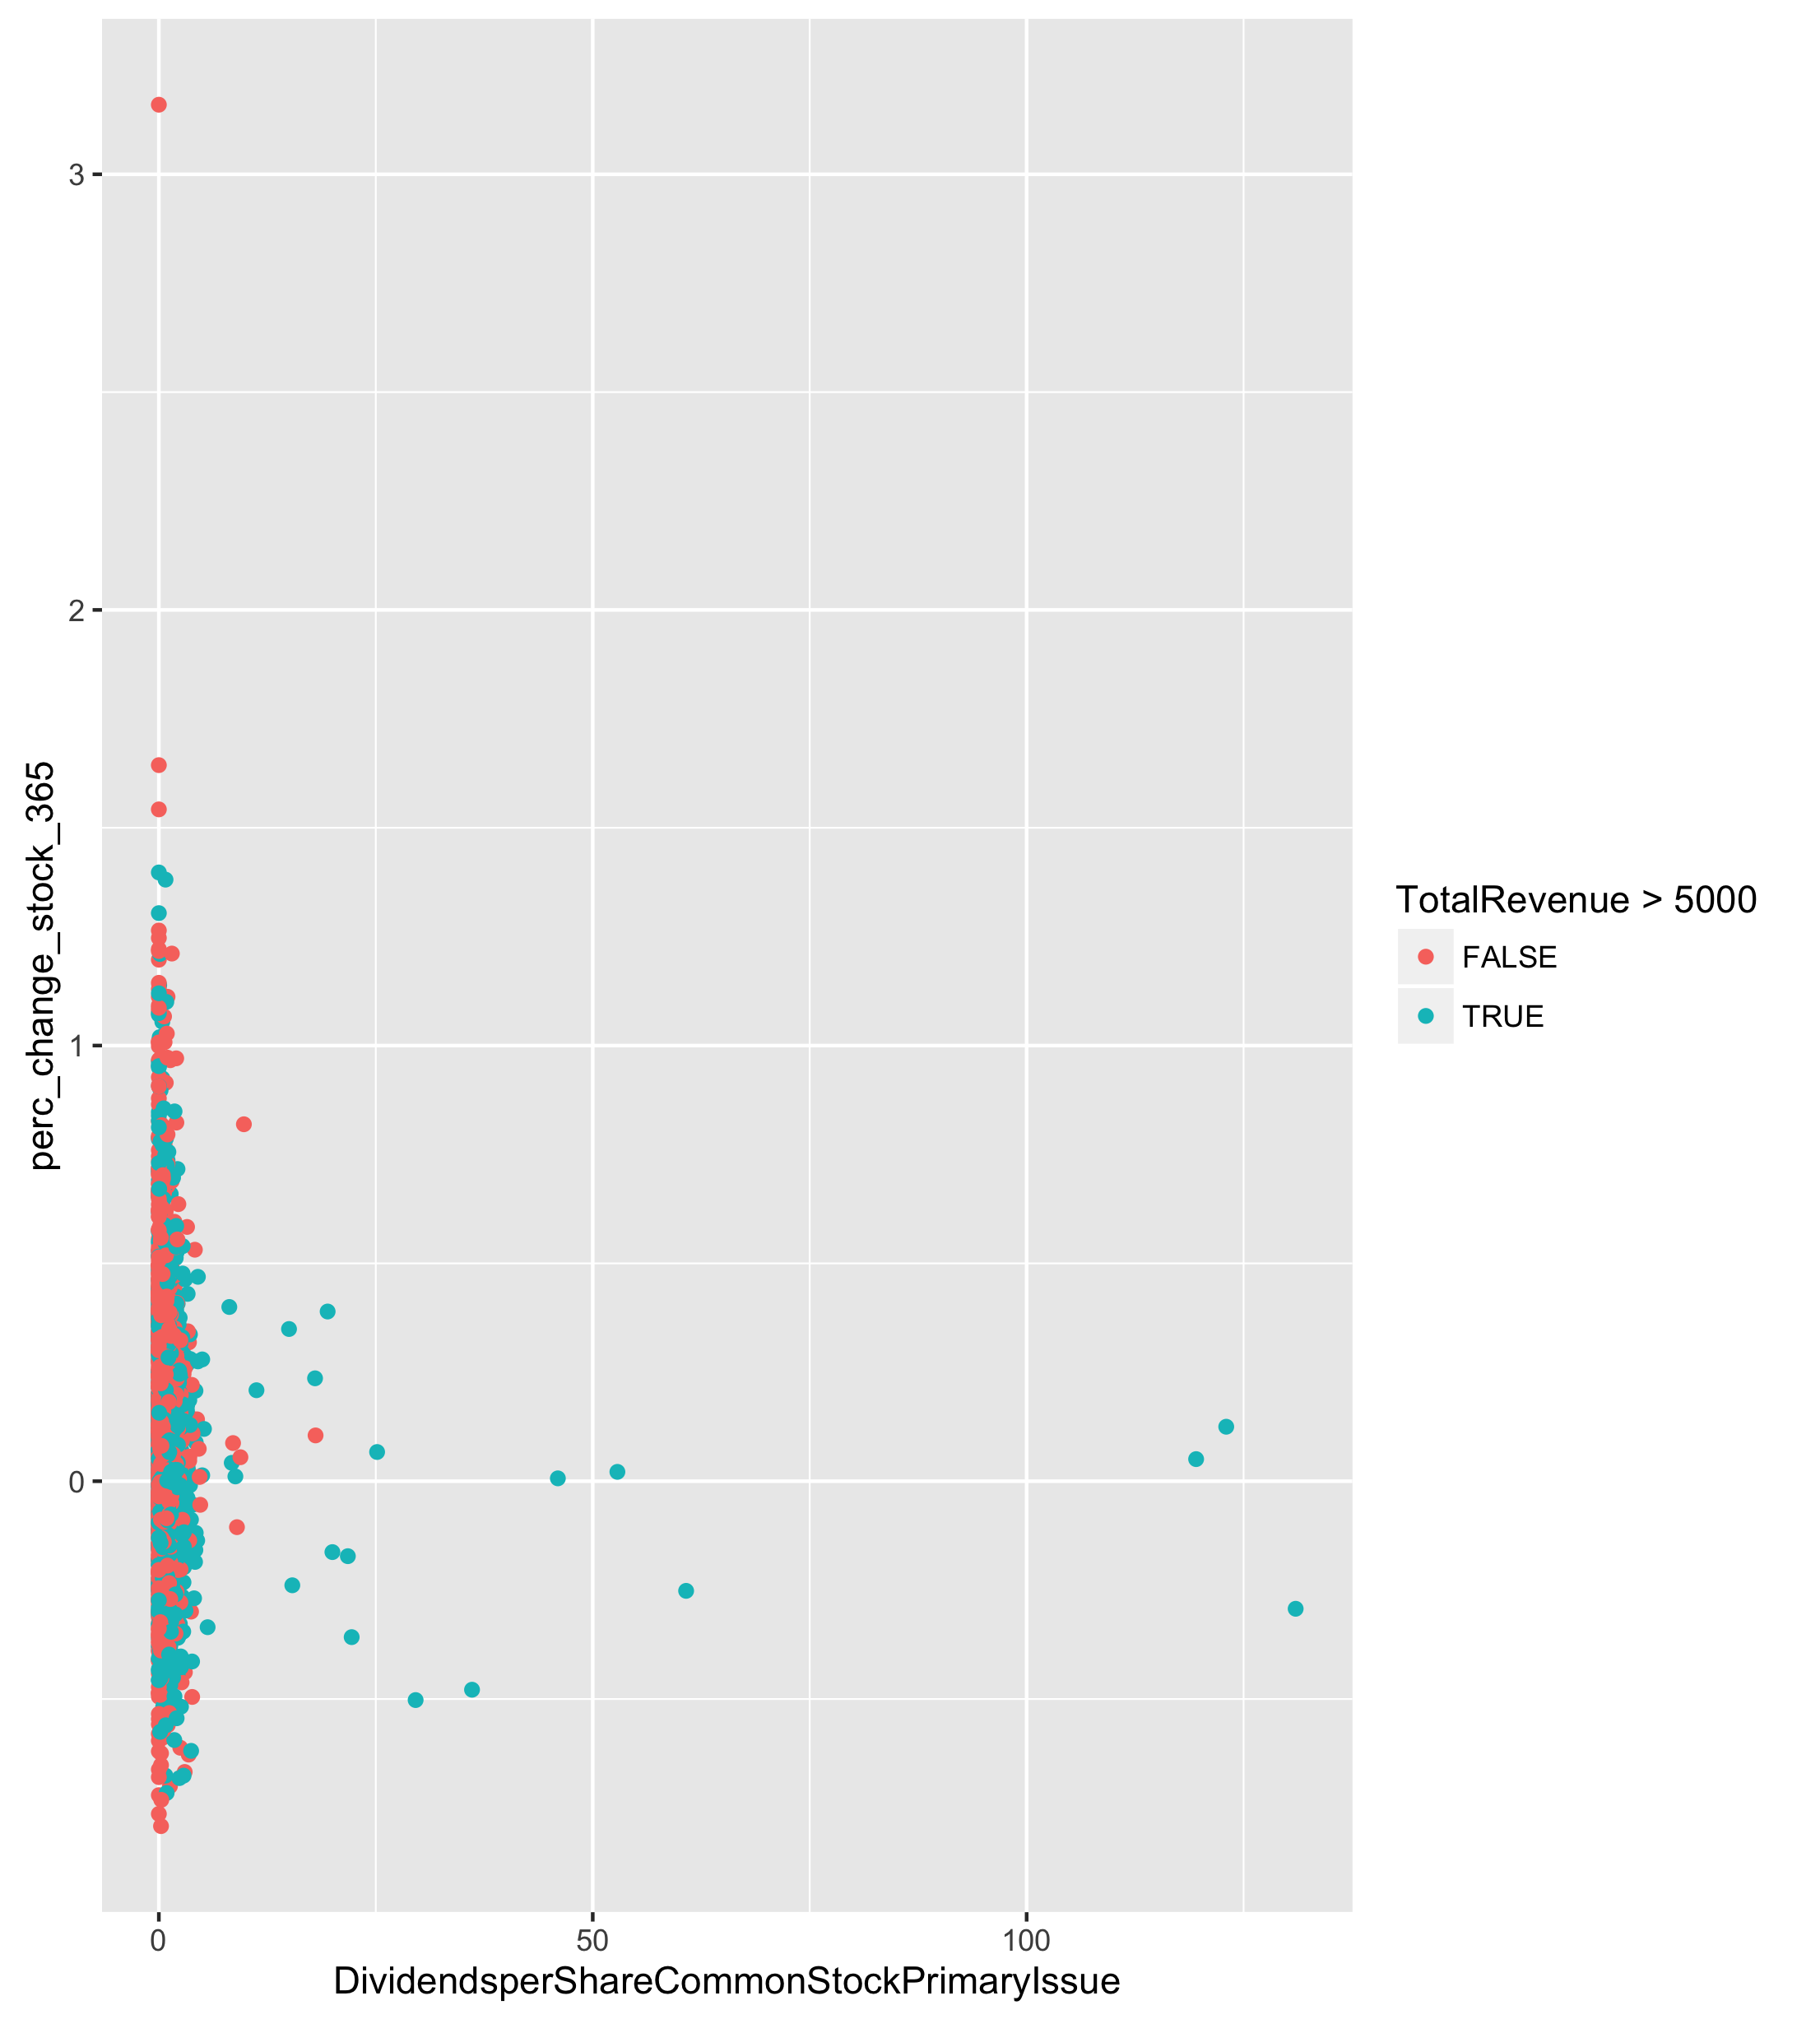 perc_change_stock_365
3
2
1
0
0
50
100
DividendsperShareCommonStockPrimaryIssue
TotalRevenue > 5000
FALSE
TRUE